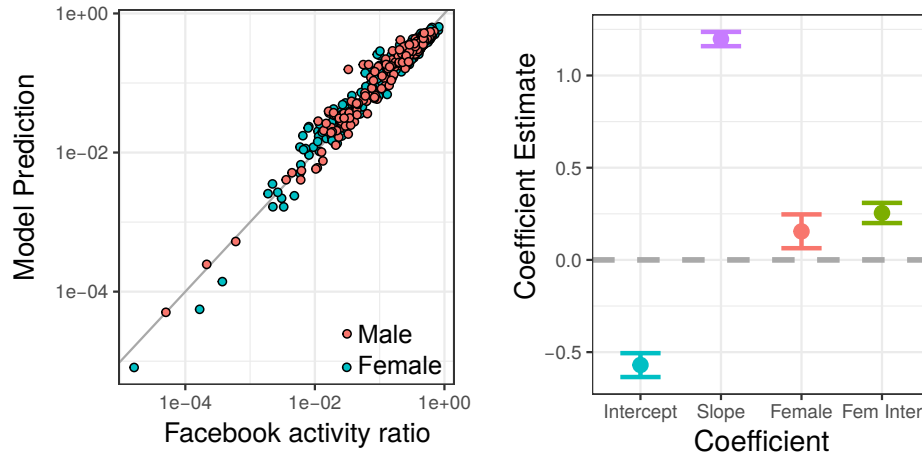 1e+00
1e−02
1e−04
Model Prediction
Male
Female
1e−04
1e−02
1e+00
Facebook activity ratio
1.0
0.5
0.0
−0.5
Coefficient Estimate
Intercept
Slope
Female
Fem Inter
Coefficient